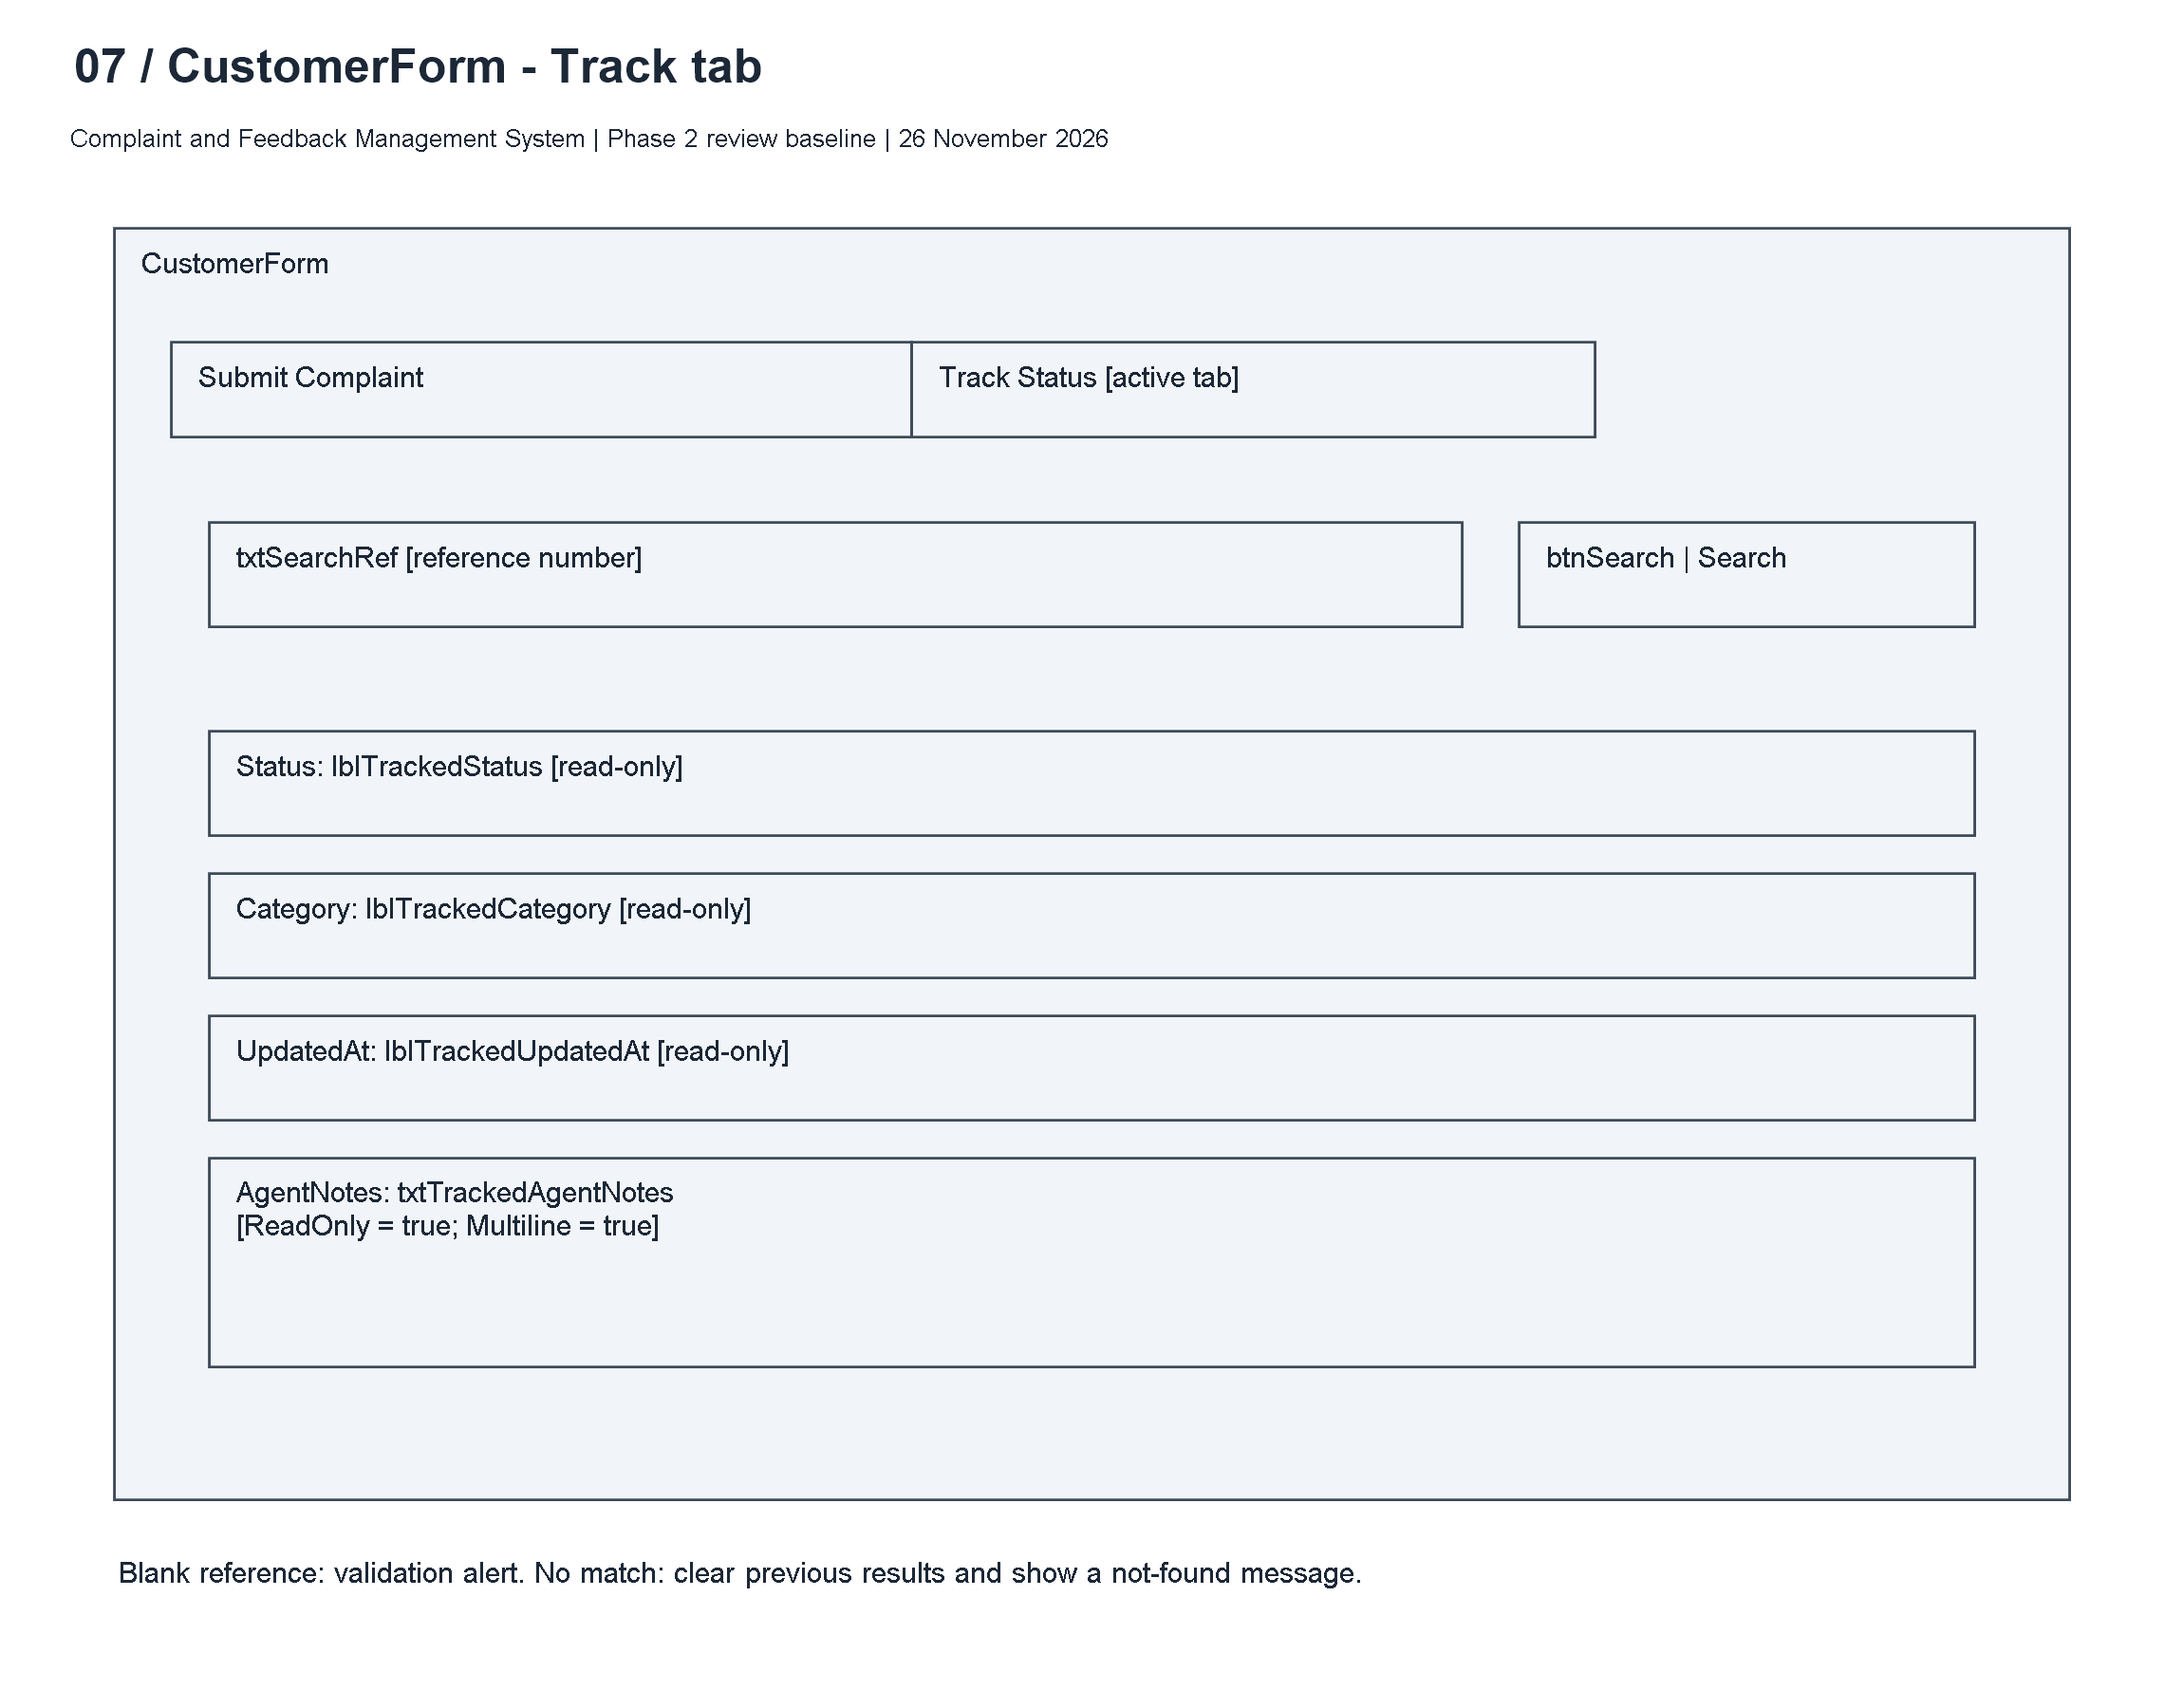 07 / CustomerForm - Track tab
Complaint and Feedback Management System | Phase 2 review baseline | 26 November 2026
CustomerForm
Submit Complaint
Track Status [active tab]
txtSearchRef [reference number]
btnSearch | Search
Status: lblTrackedStatus [read-only]
Category: lblTrackedCategory [read-only]
UpdatedAt: lblTrackedUpdatedAt [read-only]
AgentNotes: txtTrackedAgentNotes
[ReadOnly = true; Multiline = true]
Blank reference: validation alert. No match: clear previous results and show a not-found message.